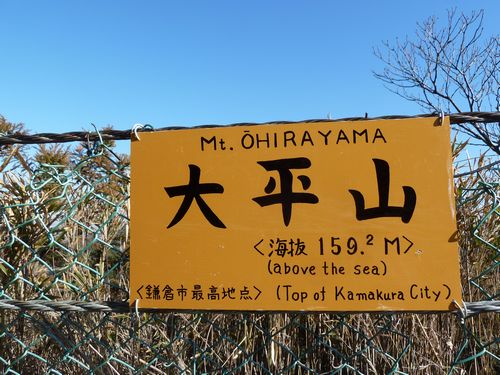 Mt. ŌHIRAYAMA
大平山
<海抜 159.² M>
(above the sea)
<鎌倉市最高地点> (Top of Kamakura City)